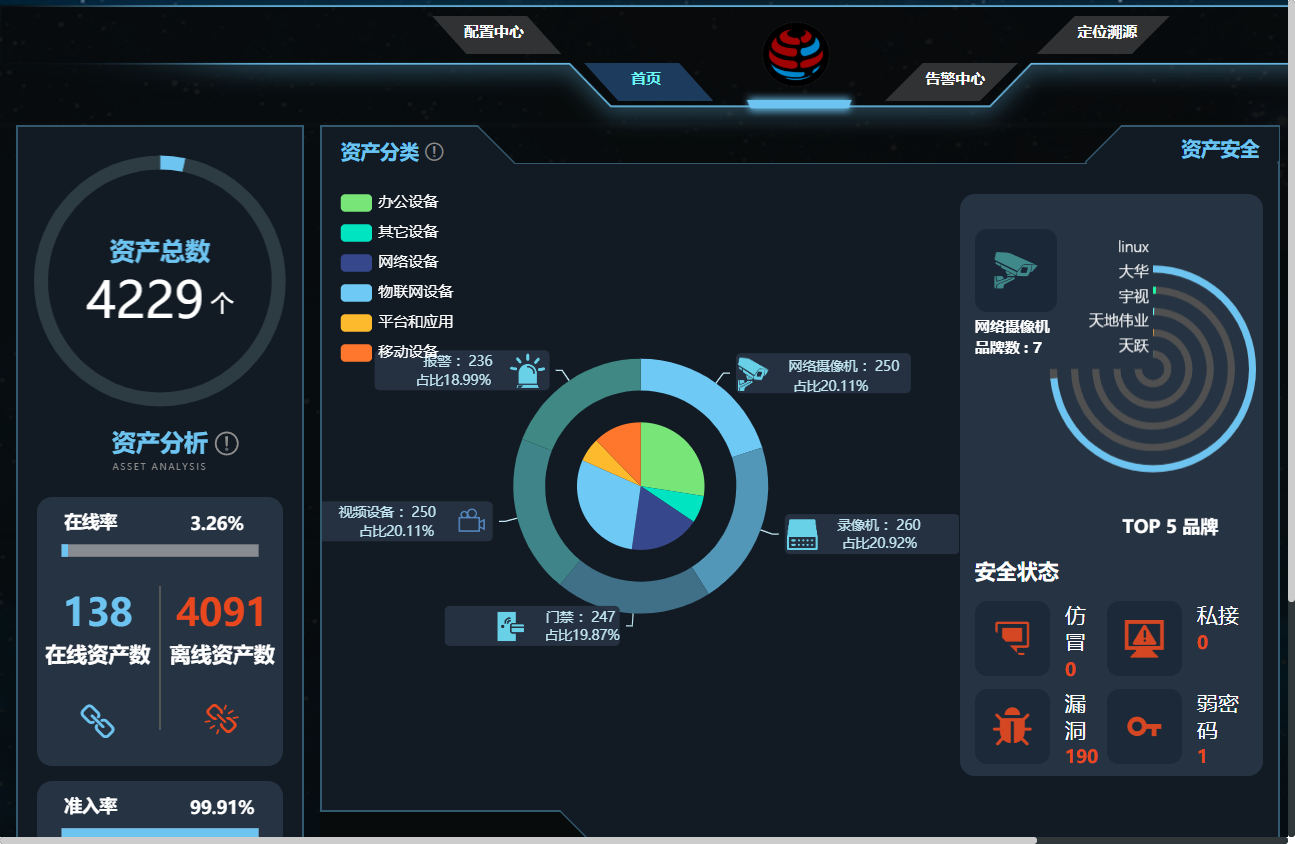 配置中心
定位溯源
首页
告警中心
资产总数
4229个
资产分析
ASSET ANALYSIS
在线率 3.26%
138
在线资产数
4091
离线资产数
准入率 99.91%
资产分类
办公设备
其它设备
网络设备
物联网设备
平台和应用
移动设备
报警：236
占比18.99%
网络摄像机：250
占比20.11%
视频设备：250
占比20.11%
录像机：260
占比20.92%
门禁：247
占比19.87%
资产安全
网络摄像机
品牌数 : 7
linux
大华
宇视
天地伟业
天跃
TOP 5 品牌
安全状态
仿
冒
0
私接
0
漏
洞
190
弱密
码
1